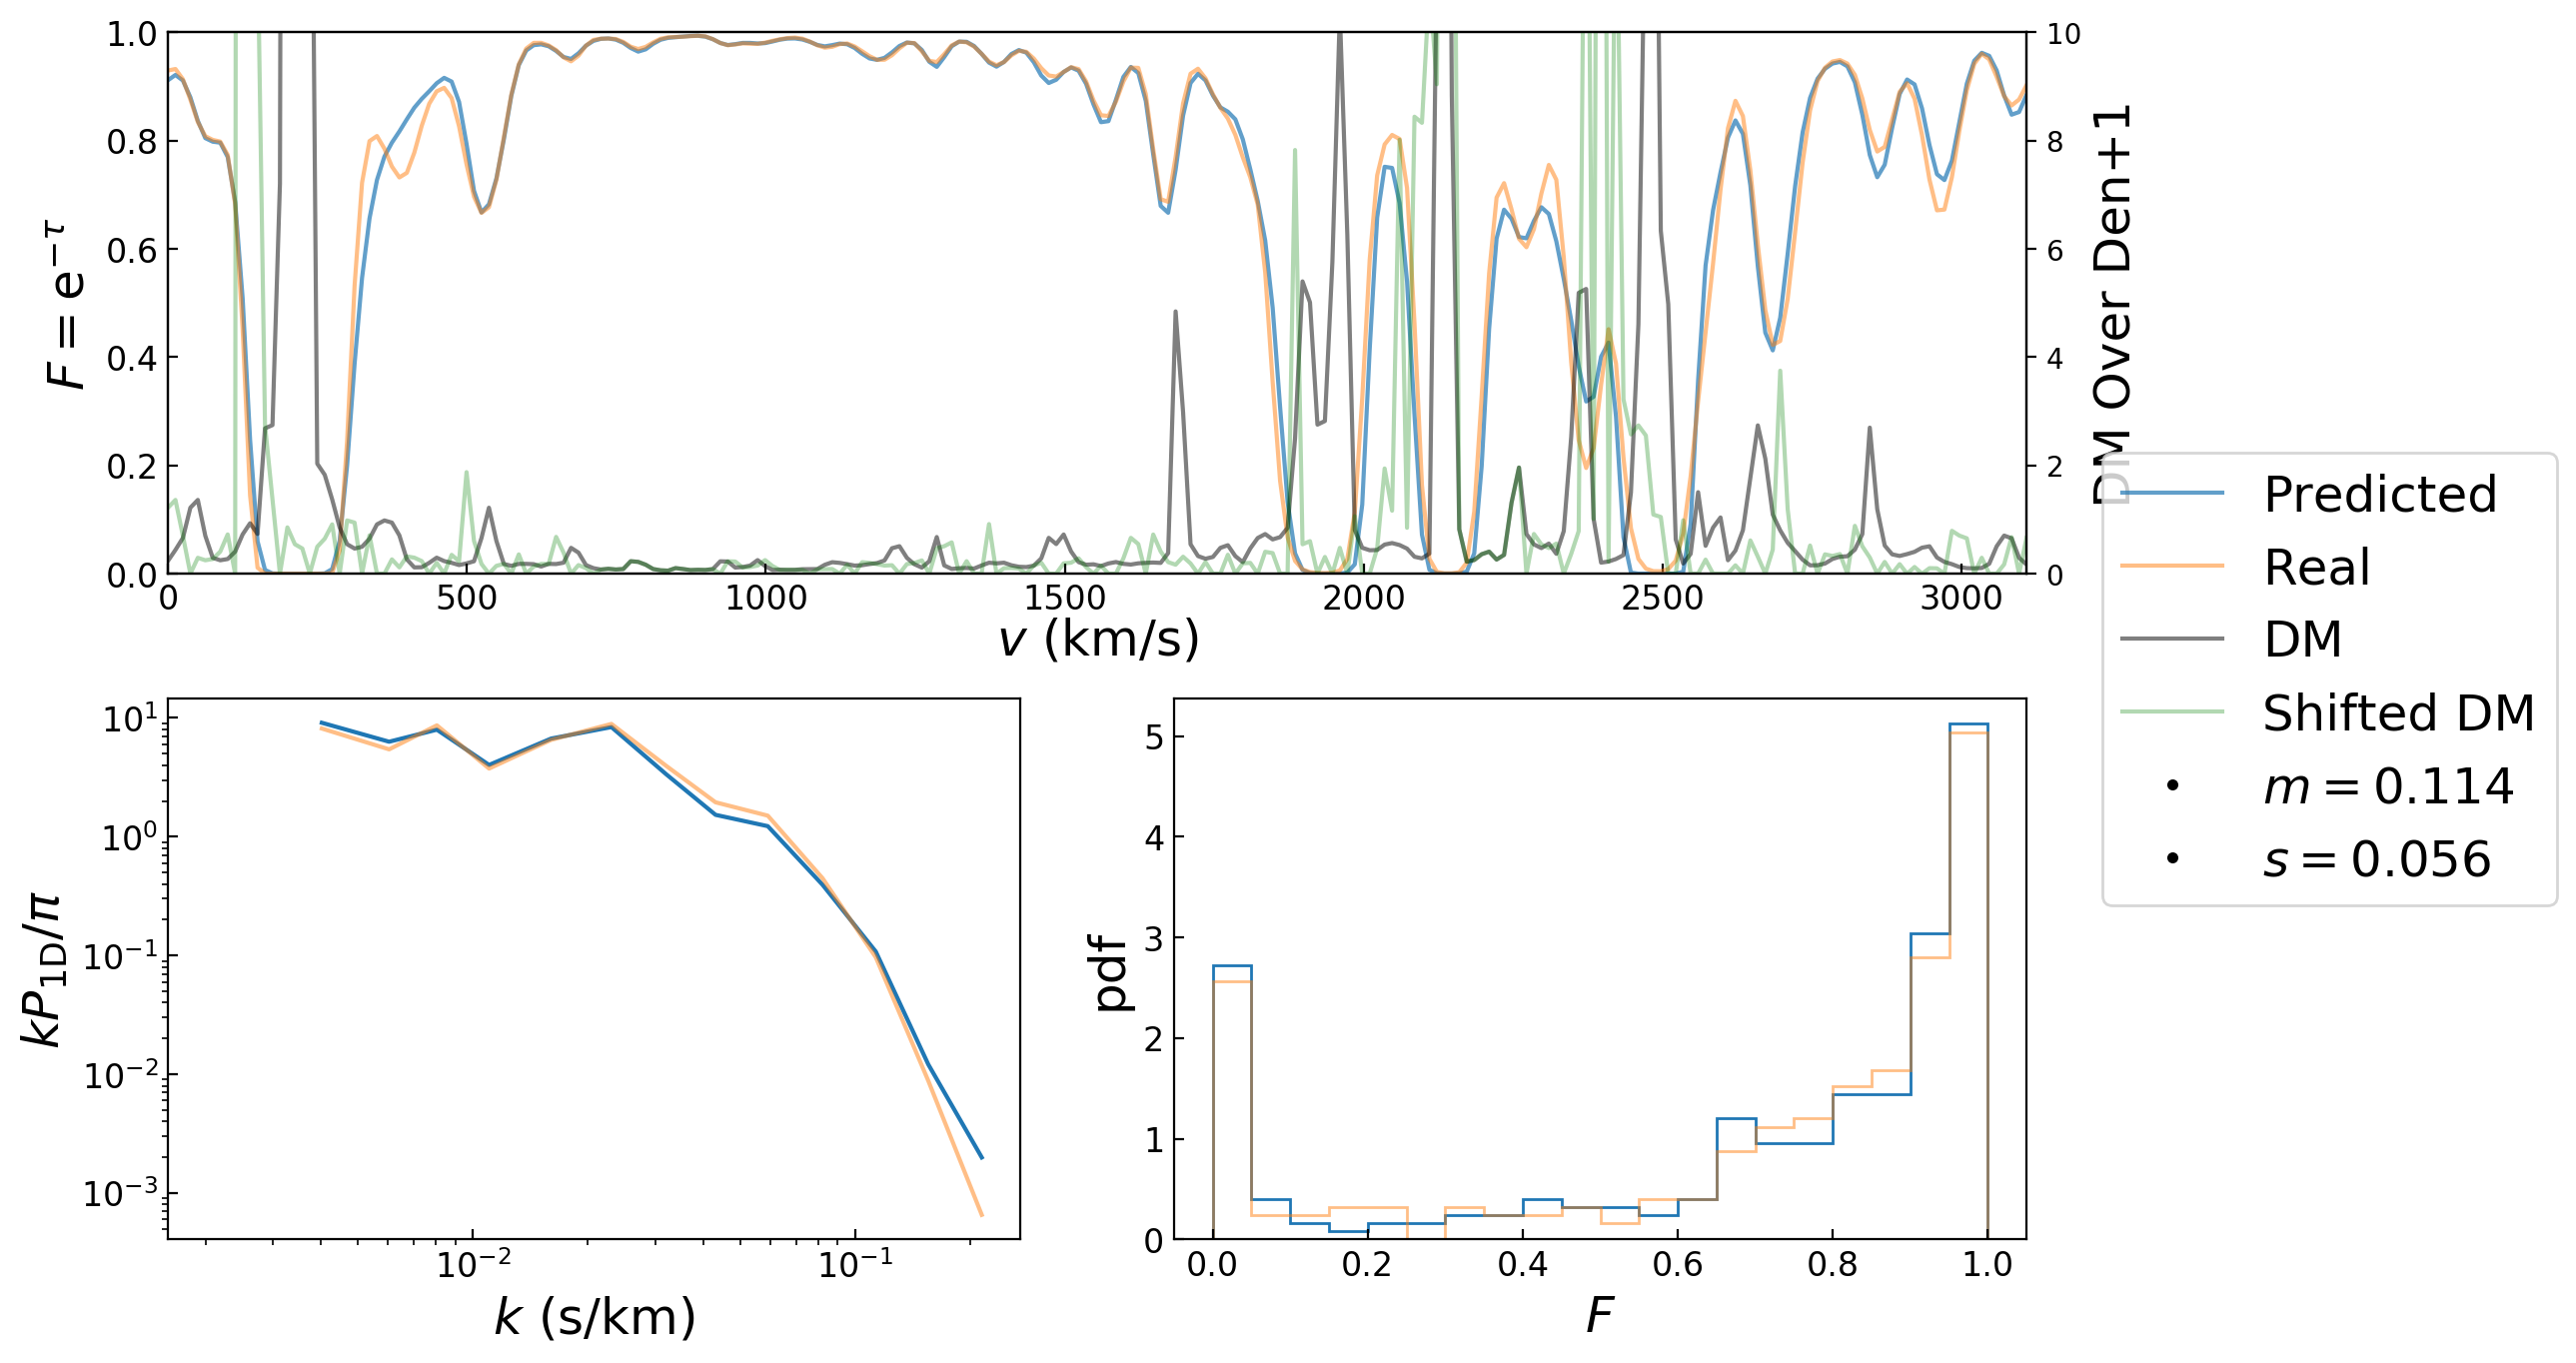 1.0
0.8
0.6
0.4
0.2
0.0
F = e^{−τ}
10
8
6
4
2
0
DM Over Den+1
0 500 1000 1500 2000 2500 3000
v (km/s)
Predicted
Real
DM
Shifted DM
m = 0.114
s = 0.056
10^1
10^0
10^{−1}
10^{−2}
10^{−3}
kP_{1D}/π
10^{−2} 10^{−1}
k (s/km)
5
4
3
2
1
0
pdf
0.0 0.2 0.4 0.6 0.8 1.0
F